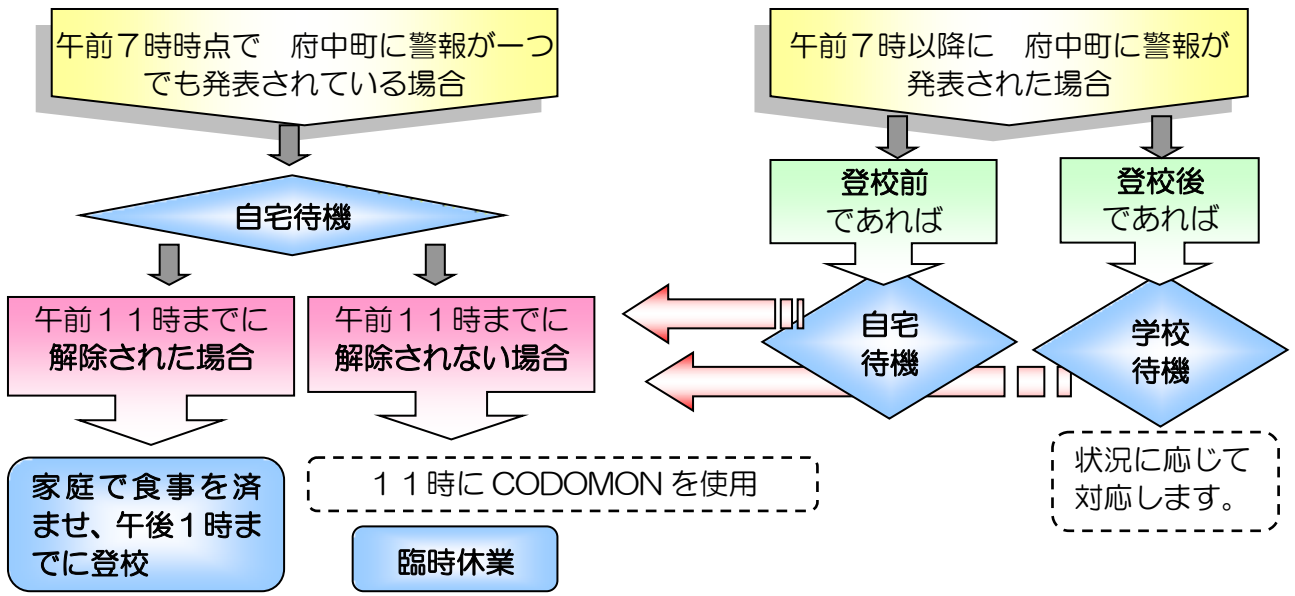 午前７時時点で　府中町に警報が一つ
でも発表されている場合
自宅待機
午前１１時までに
解除された場合
午前１１時までに
解除されない場合
家庭で食事を済
ませ、午後１時ま
でに登校
１１時に CODOMON を使用
臨時休業
午前７時以降に　府中町に警報が
発表された場合
登校前
であれば
登校後
であれば
自宅
待機
学校
待機
状況に応じて
対応します。